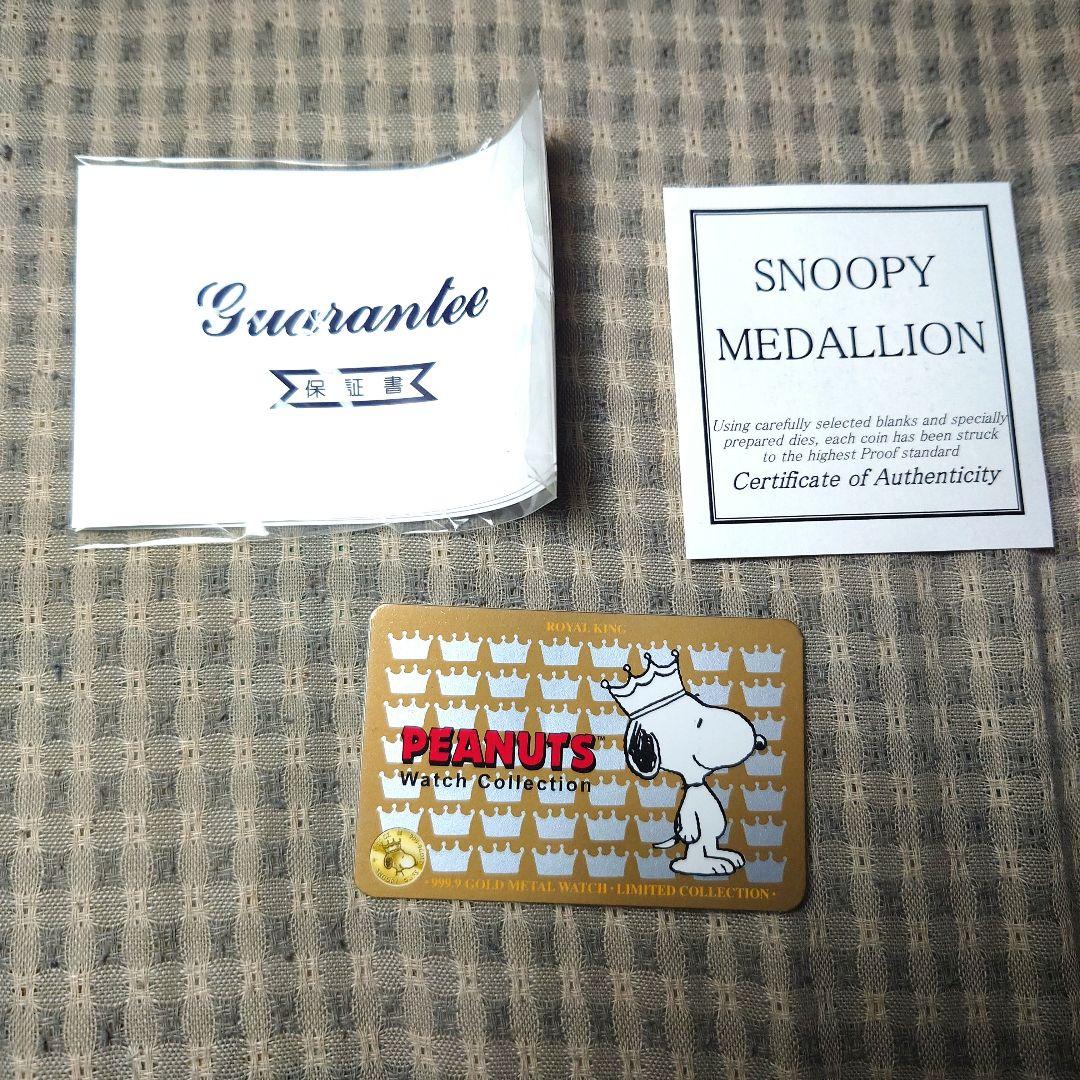 Guarantee
保証書
SNOOPY
MEDALLION
Using carefully selected blanks and specially
prepared dies, each coin has been struck
to the highest Proof standard
Certificate of Authenticity
ROYAL KING
PEANUTS™
Watch Collection
· 999.9 GOLD METAL WATCH · LIMITED COLLECTION ·